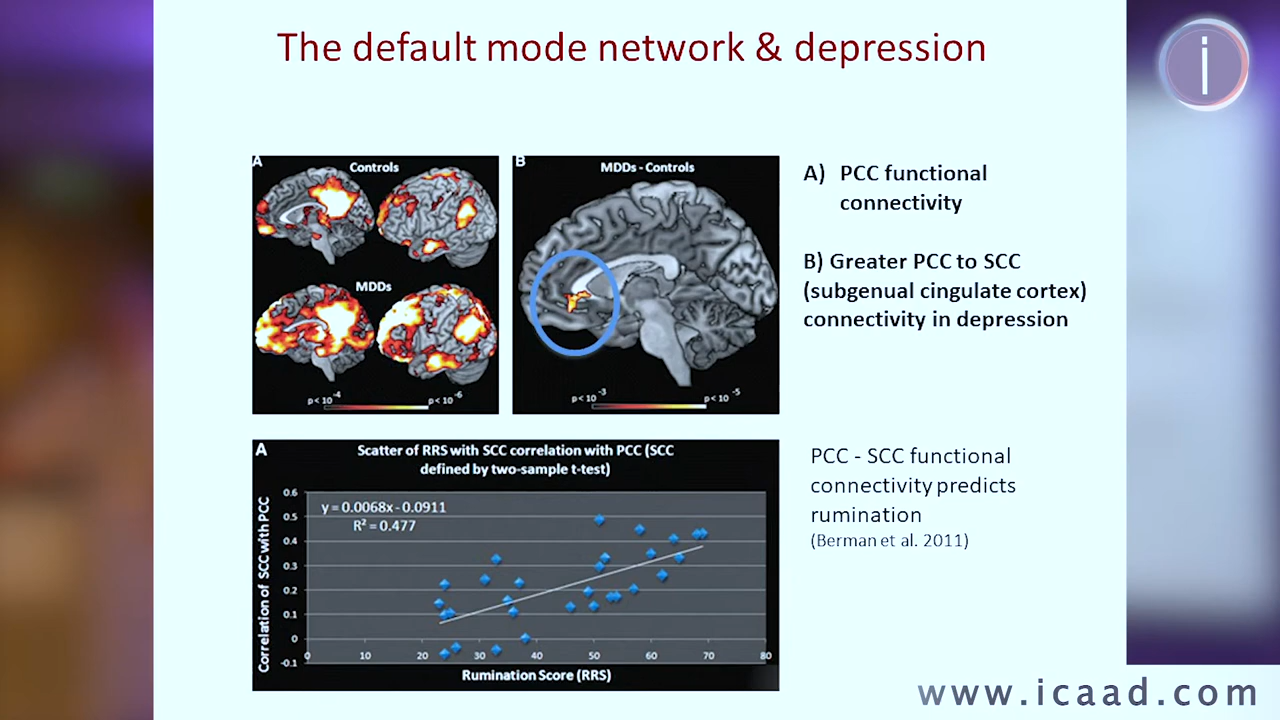 The default mode network & depression
i
A
Controls
MDDs
p< 10 -4
p< 10 -6
B
MDDs - Controls
p< 10 -3
p< 10 -5
A) PCC functional
connectivity
B) Greater PCC to SCC
(subgenual cingulate cortex)
connectivity in depression
A
Scatter of RRS with SCC correlation with PCC (SCC
defined by two-sample t-test)
Correlation of SCC with PCC
0.6
0.5
0.4
0.3
0.2
0.1
0
-0.1
y = 0.0068x - 0.0911
R² = 0.477
0 10 20 30 40 50 60 70 80
Rumination Score (RRS)
PCC - SCC functional
connectivity predicts
rumination
(Berman et al. 2011)
www.icaad.com